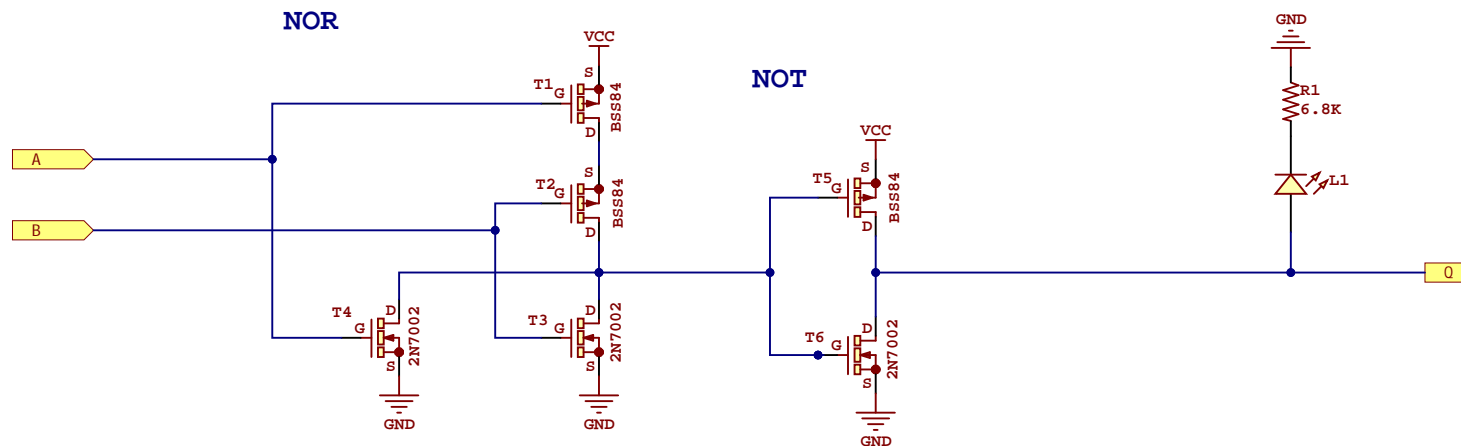 NOR
NOT
GND
VCC
S
T1
G
D
BSS84
R1
6.8K
A
S
T2
G
D
BSS84
VCC
S
T5
G
D
BSS84
L1
B
Q
T4
G
D
S
2N7002
GND
T3
G
D
S
2N7002
GND
T6
G
D
S
2N7002
GND